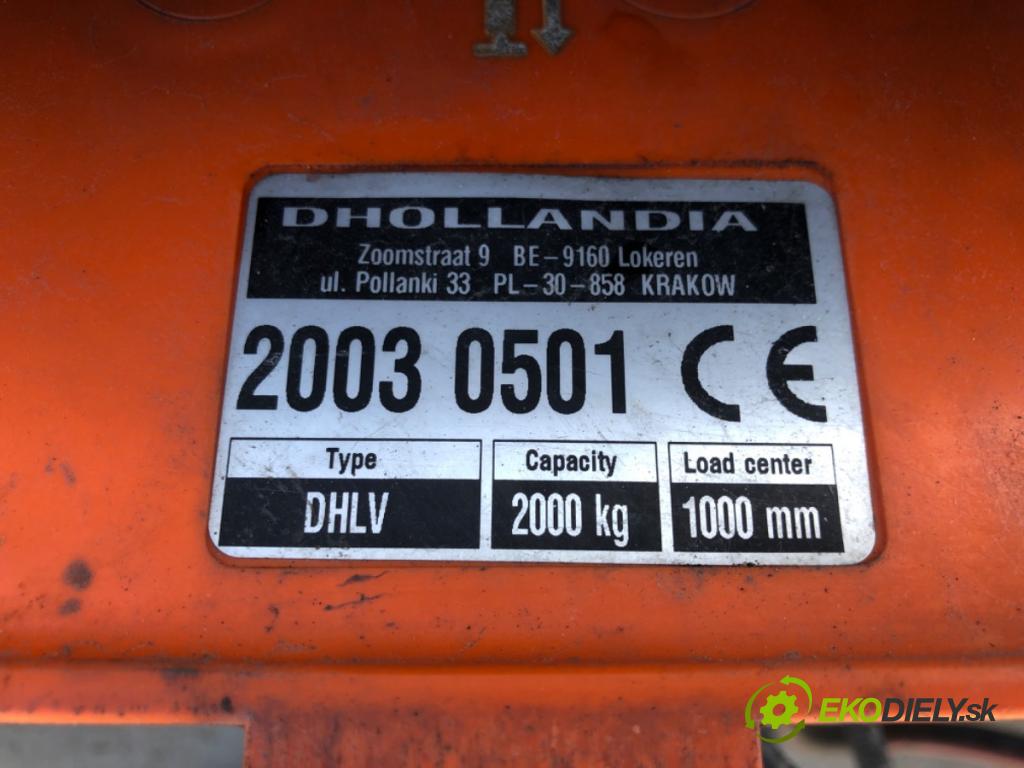 DHOLLANDIA
Zoomstraat 9 BE-9160 Lokeren
ul. Pollanki 33 PL-30-858 KRAKOW
2003 0501 CE
Type Capacity Load center
DHLV 2000 kg 1000 mm
EKODIELY.sk